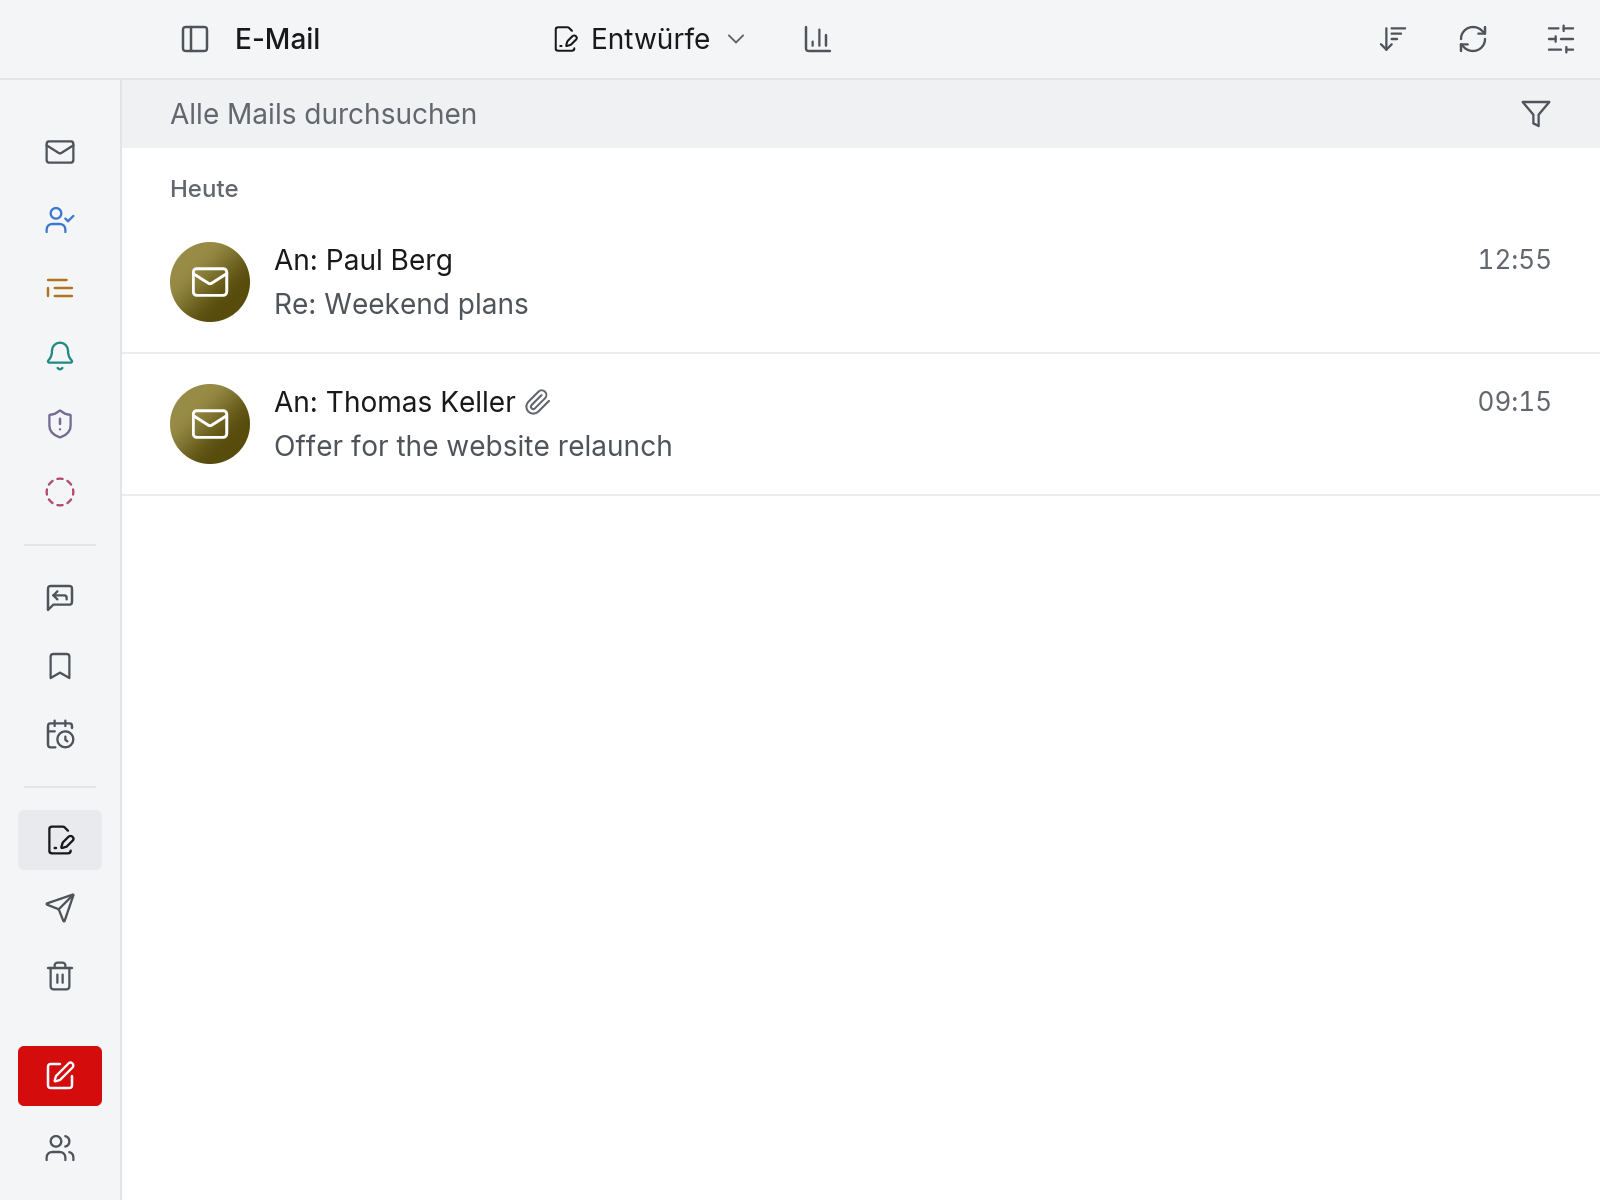 E-Mail
Entwürfe
Alle Mails durchsuchen
Heute
An: Paul Berg
12:55
Re: Weekend plans
An: Thomas Keller
09:15
Offer for the website relaunch